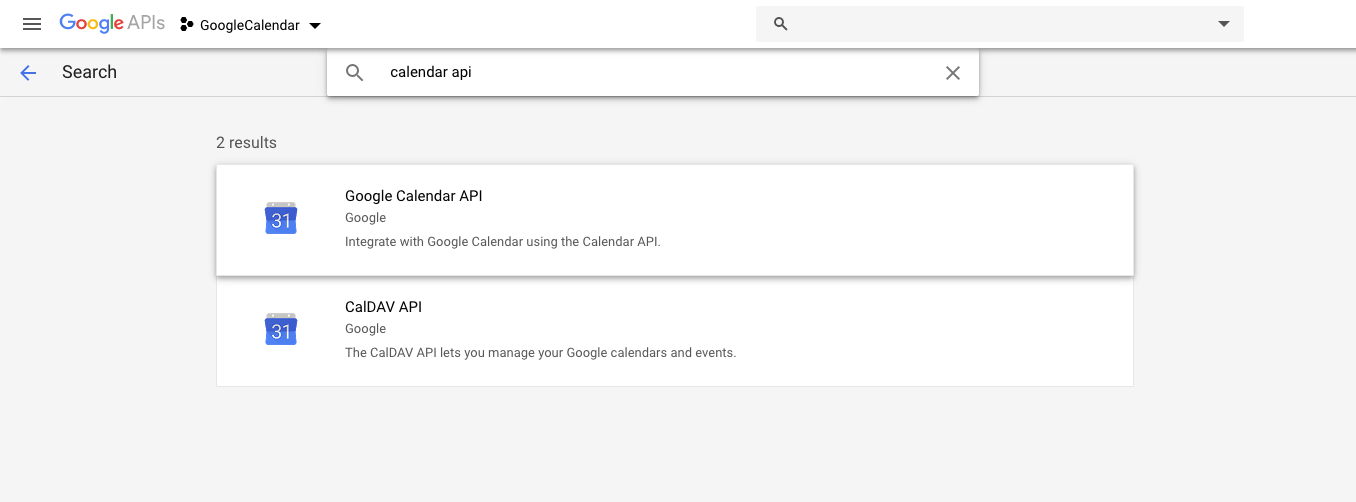 Google APIs GoogleCalendar
Search calendar api
2 results
31
Google Calendar API
Google
Integrate with Google Calendar using the Calendar API.
31
CalDAV API
Google
The CalDAV API lets you manage your Google calendars and events.